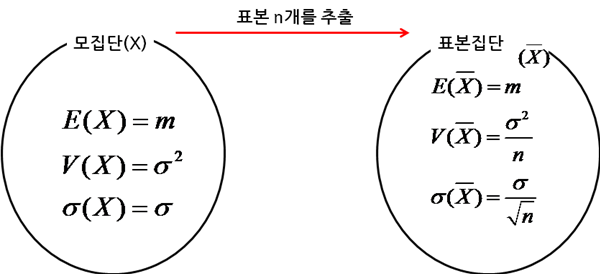 표본 n개를 추출
모집단(X)
E(X) = m
V(X) = σ²
σ(X) = σ
표본집단 (X̅)
E(X̅) = m
V(X̅) = σ²/n
σ(X̅) = σ/√n